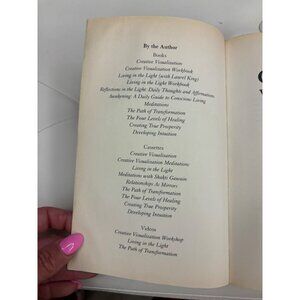 By the Author
Books
Creative Visualization
Creative Visualization Workbook
Living in the Light (with Laurel King)
Living in the Light Workbook
Reflections in the Light: Daily Thoughts and Affirmations
Awakening: A Daily Guide to Conscious Living
Meditations
The Path of Transformation
The Four Levels of Healing
Creating True Prosperity
Developing Intuition
Cassettes
Creative Visualization
Creative Visualization Meditations
Living in the Light
Meditations with Shakti Gawain
Relationships As Mirrors
The Path of Transformation
The Four Levels of Healing
Creating True Prosperity
Developing Intuition
Videos
Creative Visualization Workshop
Living in the Light
The Path of Transformation